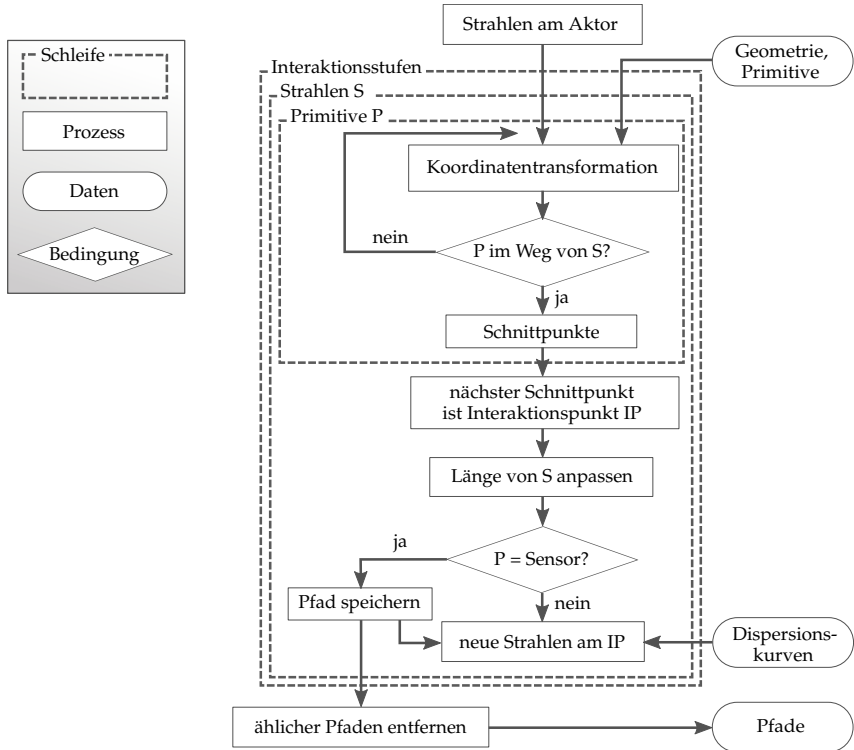 Strahlen am Aktor
Schleife
Prozess
Daten
Bedingung
Geometrie,
Primitive
Interaktionsstufen
Strahlen S
Primitive P
Koordinatentransformation
nein
P im Weg von S?
ja
Schnittpunkte
nächster Schnittpunkt
ist Interaktionspunkt IP
Länge von S anpassen
ja
P = Sensor?
Pfad speichern
nein
neue Strahlen am IP
Dispersions-
kurven
ählicher Pfaden entfernen
Pfade